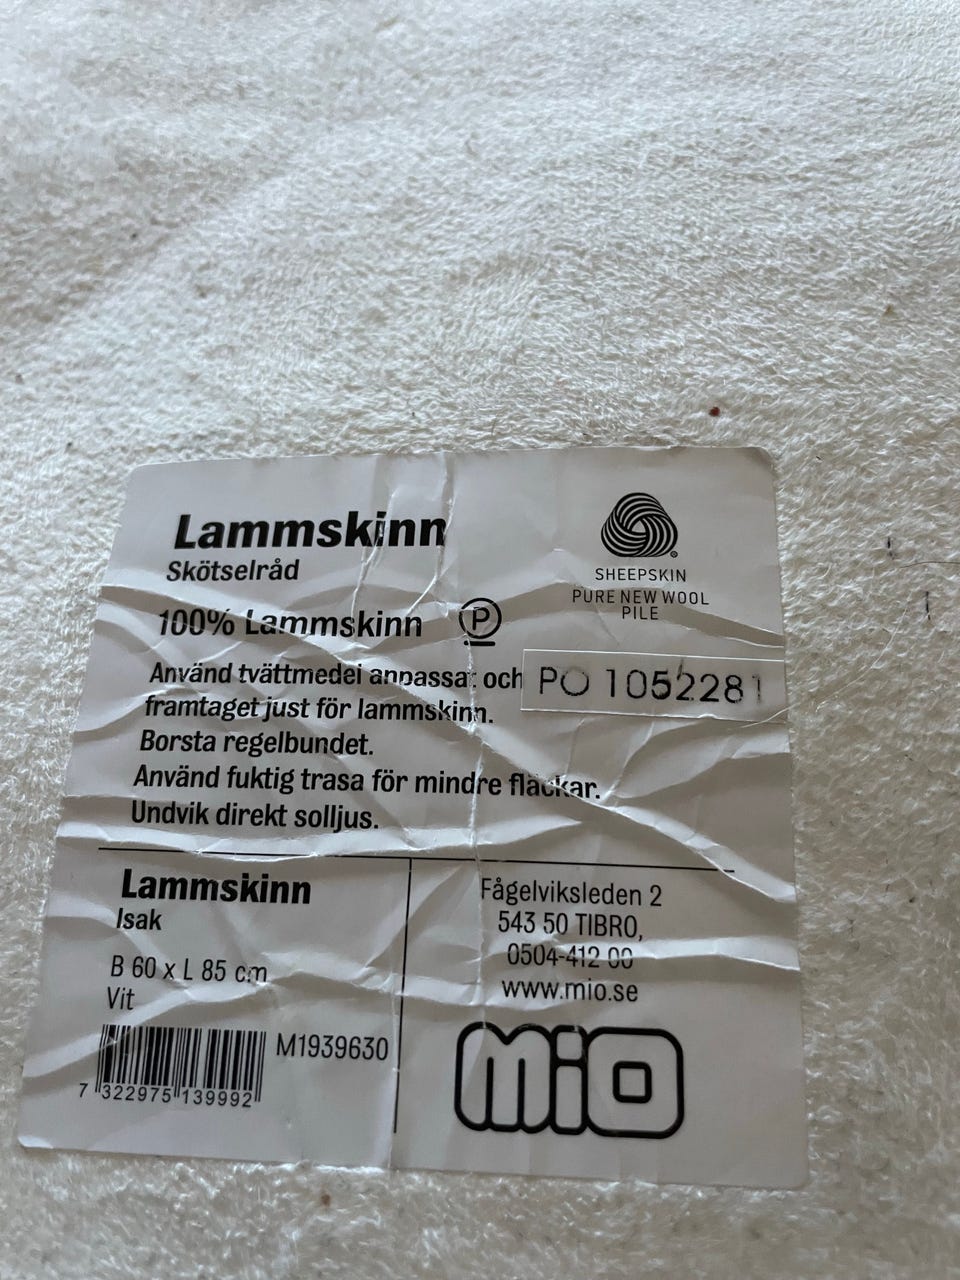 Lammskinn
Skötselråd
100% Lammskinn P
SHEEPSKIN
PURE NEW WOOL
PILE
Använd tvättmedel anpassat och
framtaget just för lammskinn.
Borsta regelbundet.
Använd fuktig trasa för mindre fläckar.
Undvik direkt solljus.
PO 1052281
Lammskinn
Isak
B 60 x L 85 cm
Vit
M1939630
7 322975 139992
Fågelviksleden 2
543 50 TIBRO,
0504-412 00
www.mio.se
mio